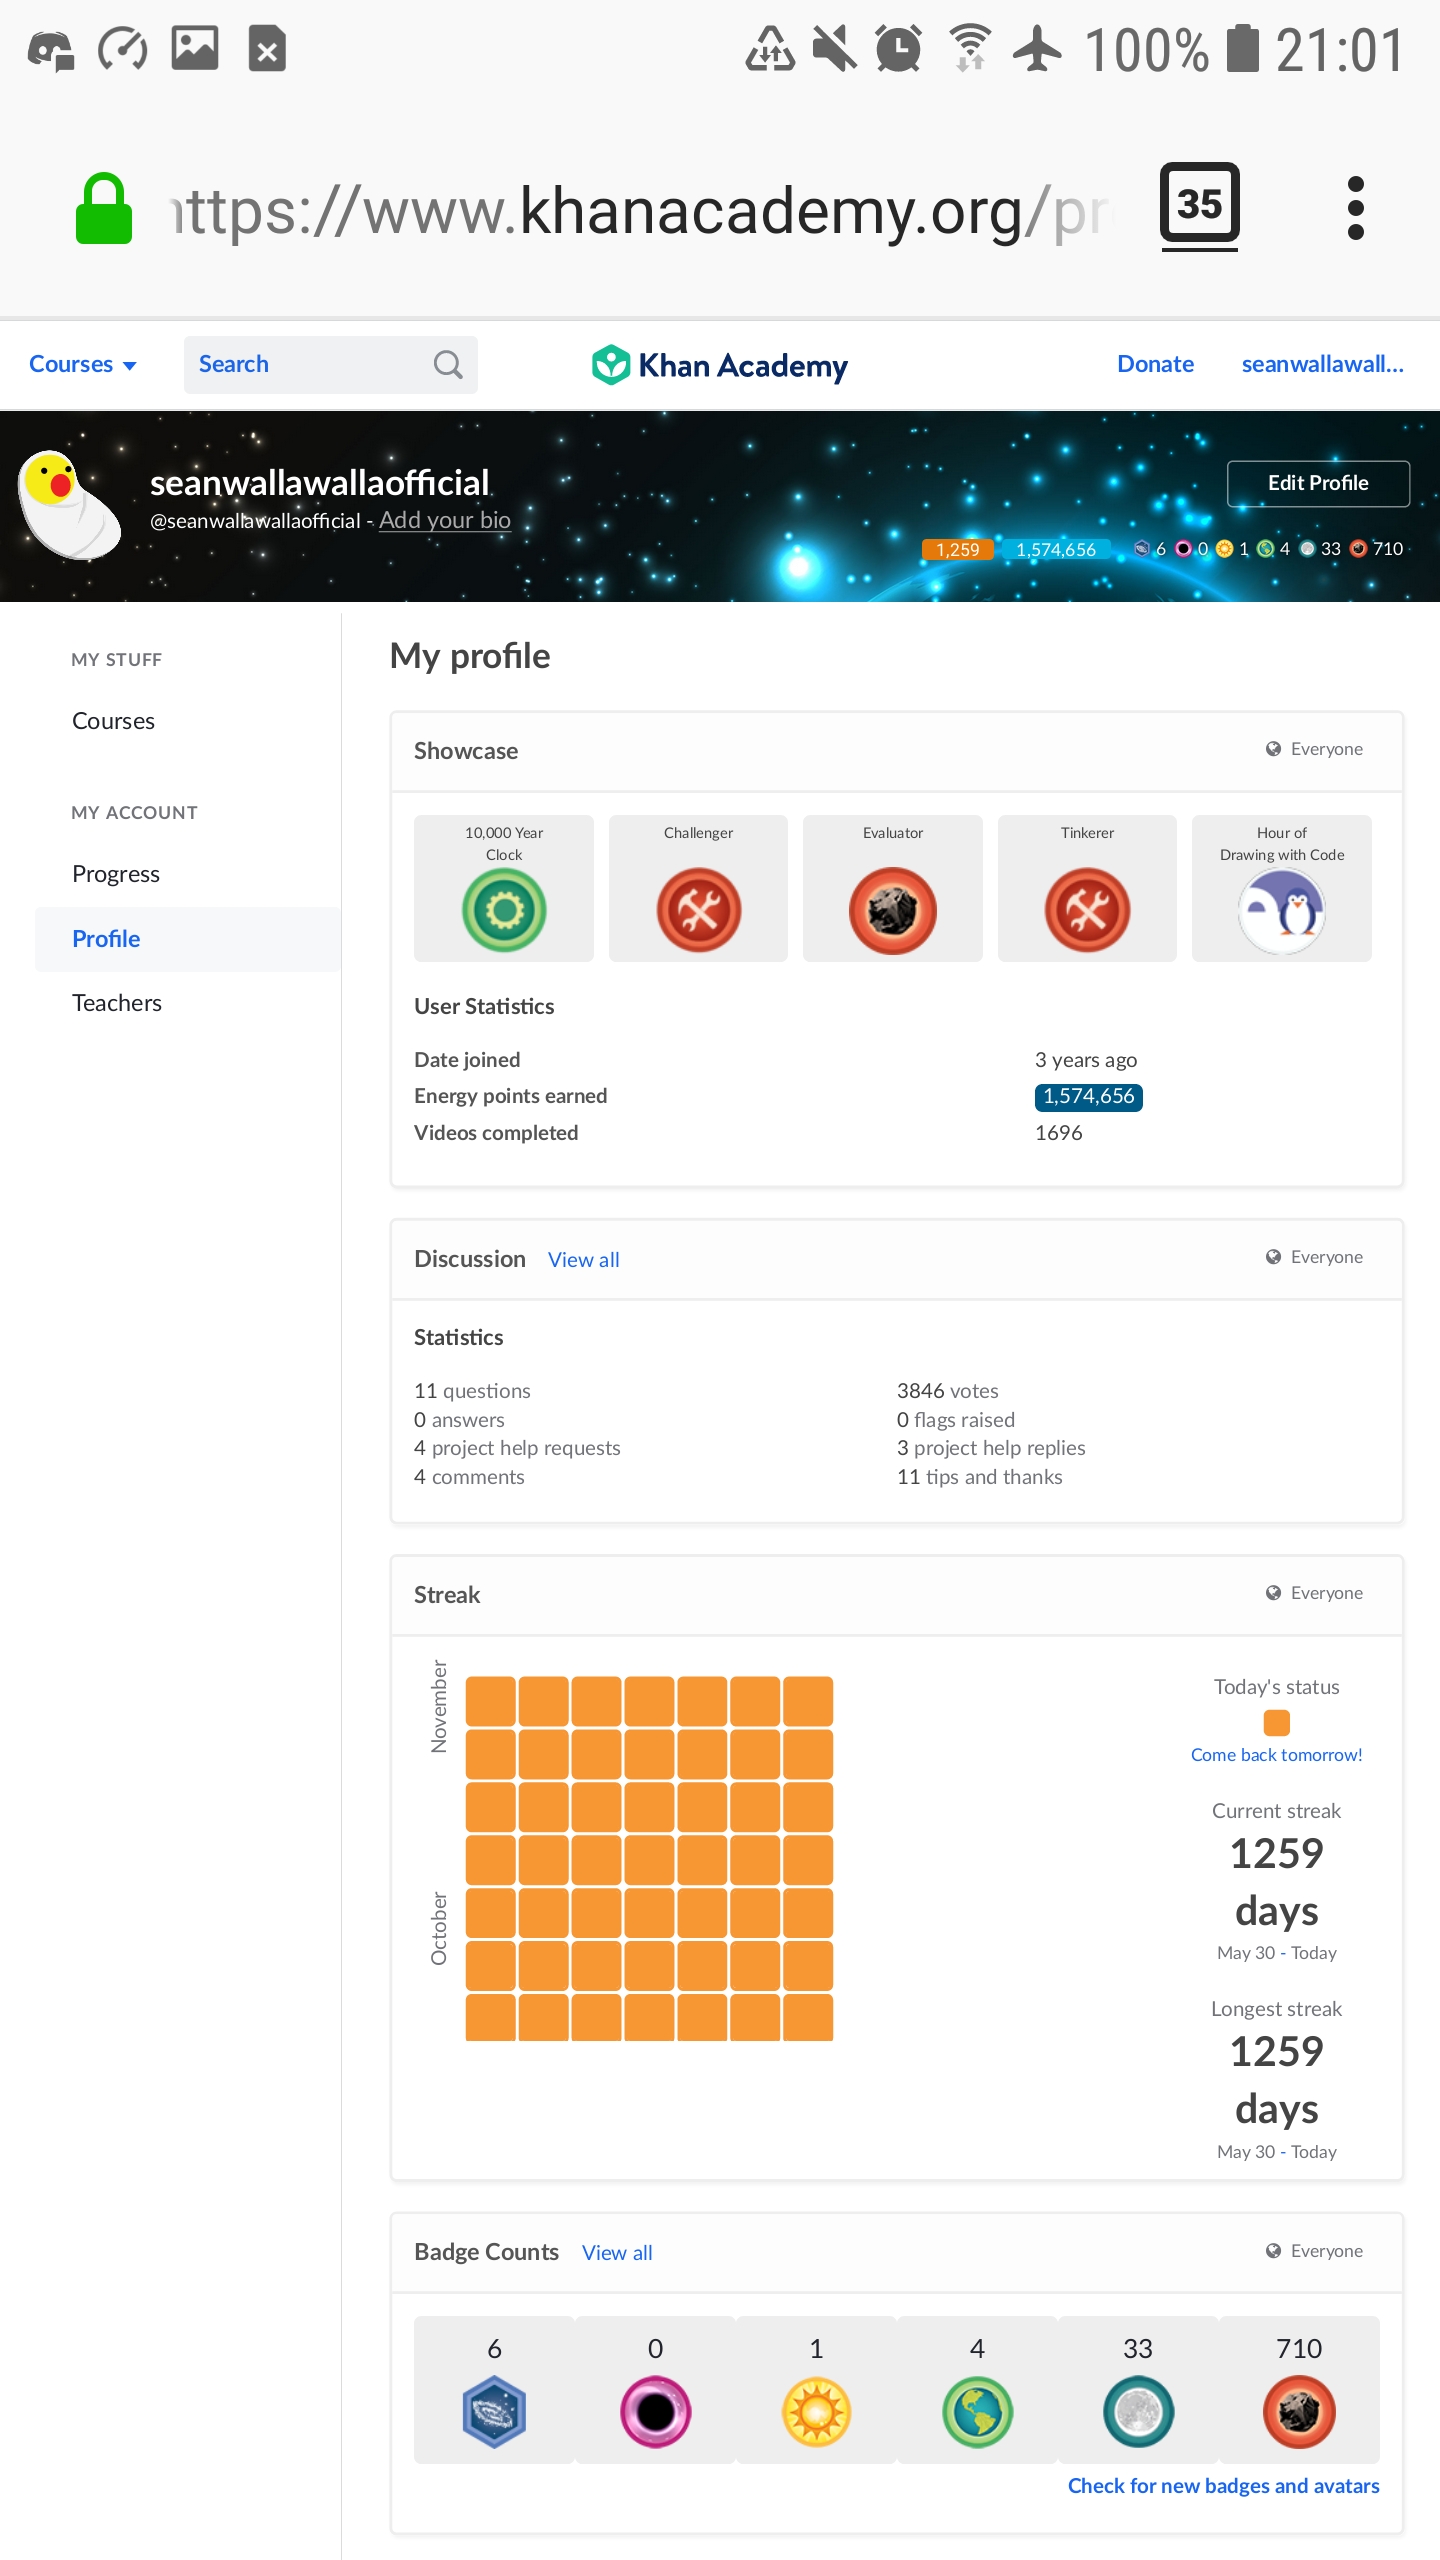 100% 21:01
https://www.khanacademy.org/pr
35
Courses
Search
Khan Academy
Donate
seanwallawall...
seanwallawallaofficial
@seanwallawallaofficial - Add your bio
Edit Profile
1,259 1,574,656 6 0 1 4 33 710
MY STUFF
Courses
MY ACCOUNT
Progress
Profile
Teachers
My profile
Showcase
Everyone
10,000 Year
Clock
Challenger
Evaluator
Tinkerer
Hour of
Drawing with Code
User Statistics
Date joined 3 years ago
Energy points earned 1,574,656
Videos completed 1696
Discussion View all
Everyone
Statistics
11 questions
0 answers
4 project help requests
4 comments
3846 votes
0 flags raised
3 project help replies
11 tips and thanks
Streak
Everyone
November
October
Today's status
Come back tomorrow!
Current streak
1259
days
May 30 - Today
Longest streak
1259
days
May 30 - Today
Badge Counts View all
Everyone
6 0 1 4 33 710
Check for new badges and avatars